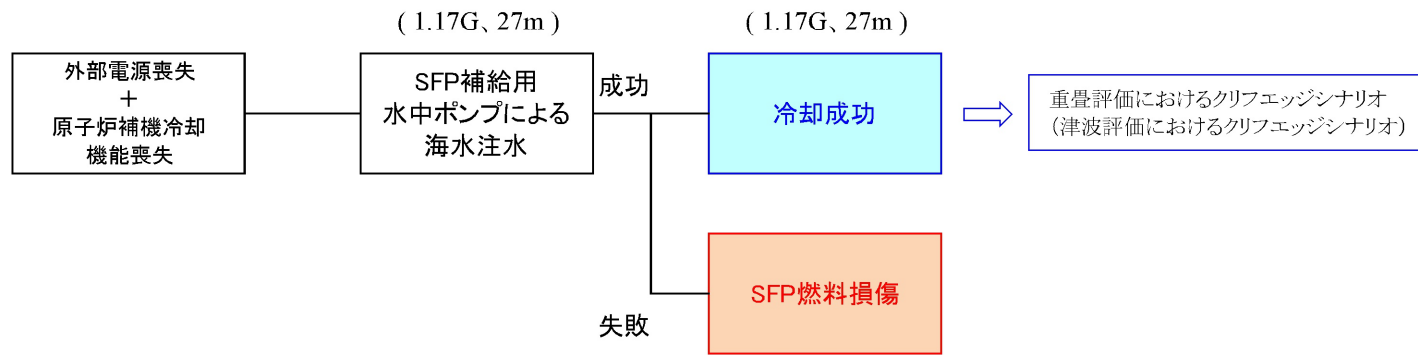 ( 1.17G、27m )
( 1.17G、27m )
外部電源喪失
+
原子炉補機冷却
機能喪失
SFP補給用
水中ポンプによる
海水注水
成功
冷却成功
重畳評価におけるクリフエッジシナリオ
(津波評価におけるクリフエッジシナリオ)
SFP燃料損傷
失敗